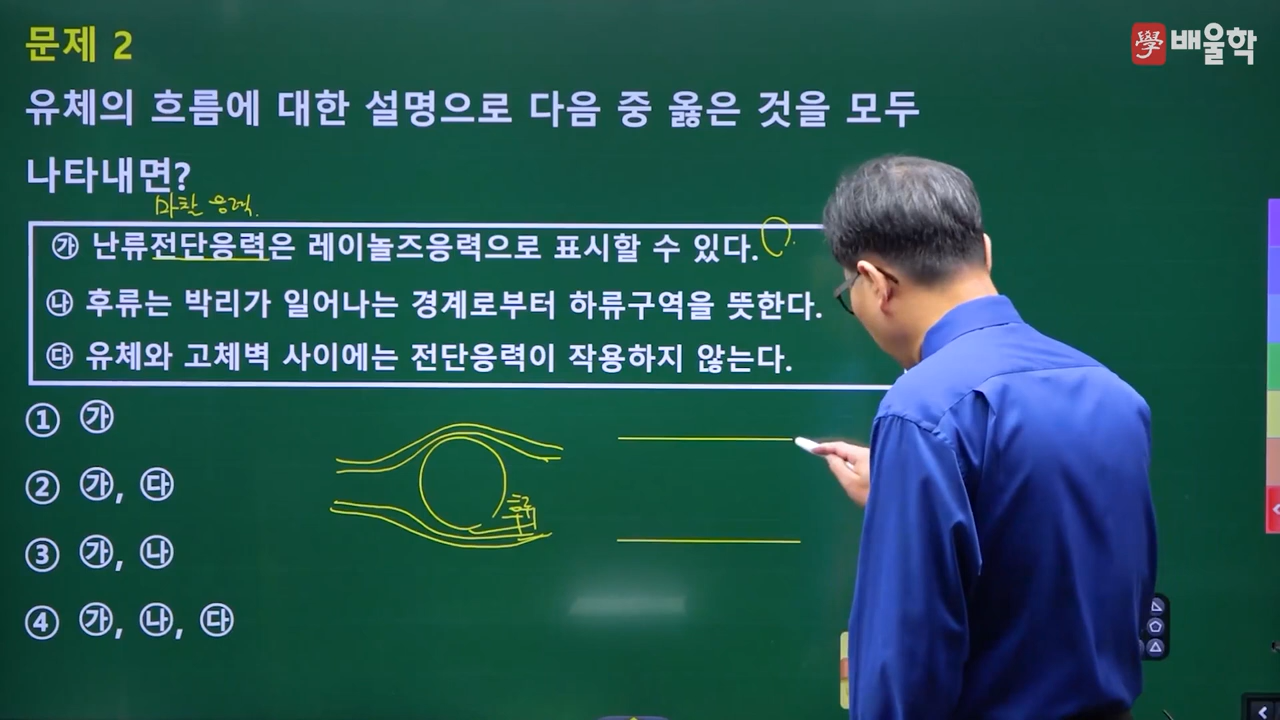 문제 2
學 배울학
유체의 흐름에 대한 설명으로 다음 중 옳은 것을 모두
나타내면?
마찰 응력.
㉮ 난류전단응력은 레이놀즈응력으로 표시할 수 있다.
㉯ 후류는 박리가 일어나는 경계로부터 하류구역을 뜻한다.
㉰ 유체와 고체벽 사이에는 전단응력이 작용하지 않는다.
① ㉮
② ㉮, ㉰
③ ㉮, ㉯
④ ㉮, ㉯, ㉰